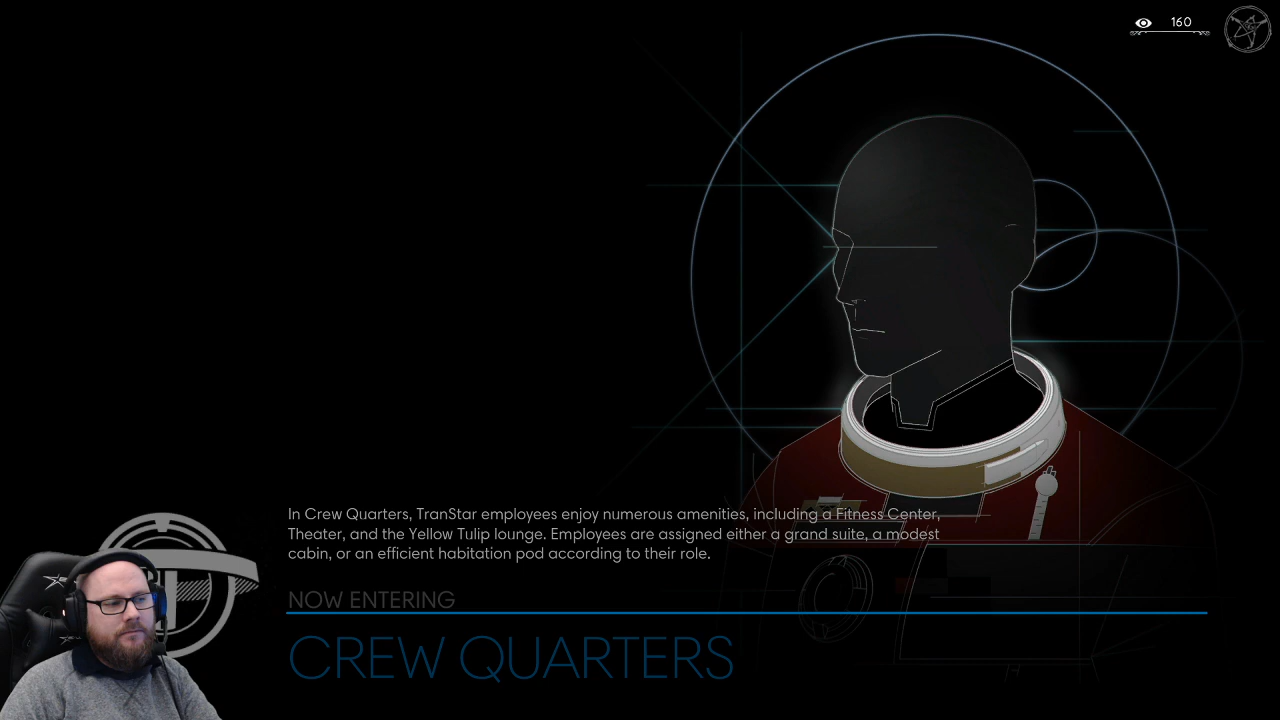 160
In Crew Quarters, TranStar employees enjoy numerous amenities, including a Fitness Center,
Theater, and the Yellow Tulip lounge. Employees are assigned either a grand suite, a modest
cabin, or an efficient habitation pod according to their role.
NOW ENTERING
CREW QUARTERS